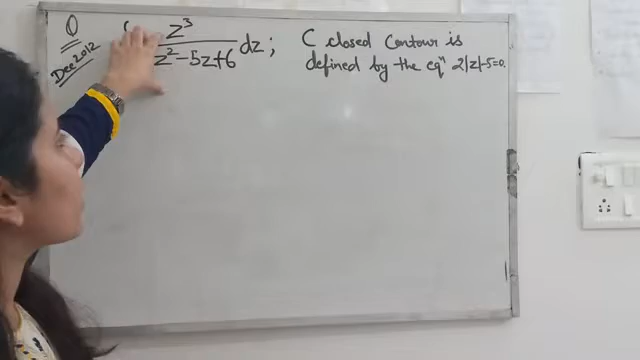 Q
Dec 2012
z³
z² - 5z + 6 dz ;
C closed Contour is
defined by the eqⁿ 2|z|-5=0.